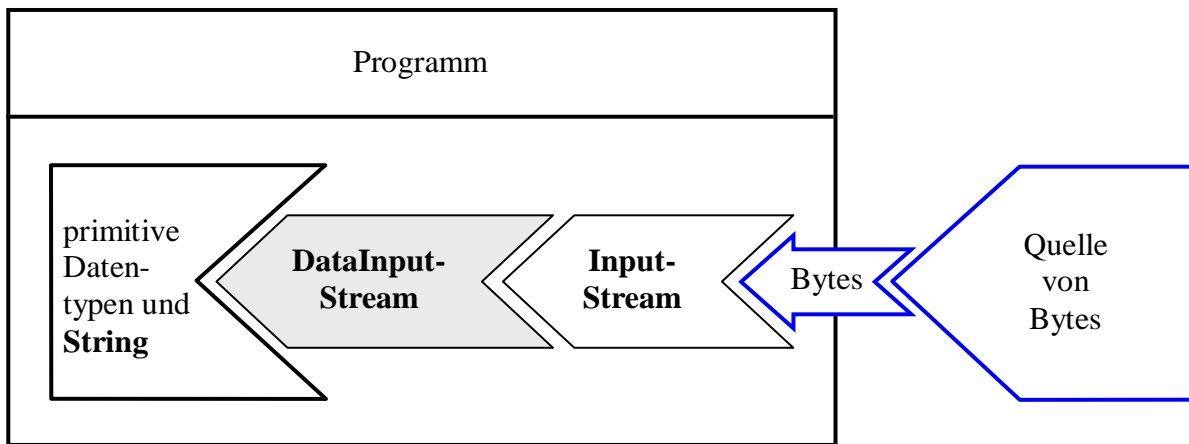 Programm
primitive
Daten-
typen und
String
DataInput-
Stream
Input-
Stream
Bytes
Quelle
von
Bytes